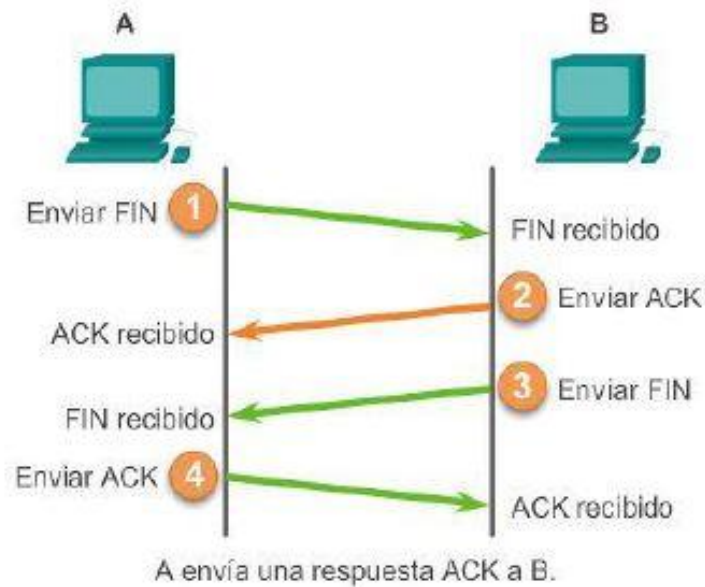 A
B
Enviar FIN 1
FIN recibido
2 Enviar ACK
ACK recibido
3 Enviar FIN
FIN recibido
Enviar ACK 4
ACK recibido
A envía una respuesta ACK a B.